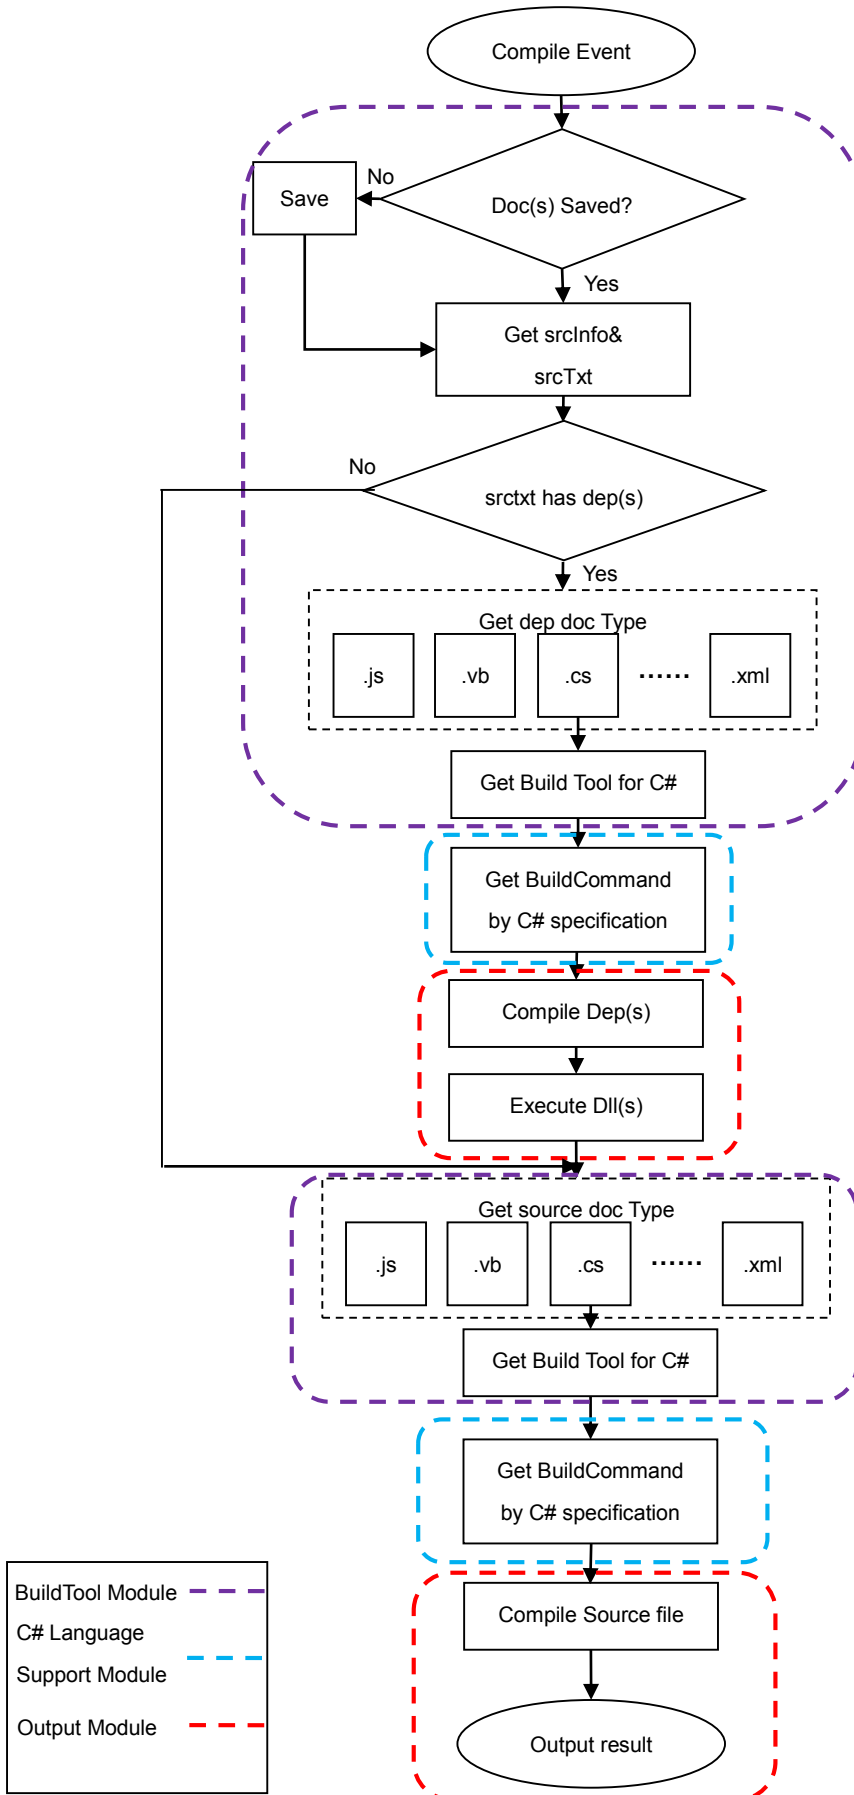 Compile Event
No
Save
Doc(s) Saved?
Yes
Get srcInfo&
srcTxt
No
srctxt has dep(s)
Yes
Get dep doc Type
.js .vb .cs ...... .xml
Get Build Tool for C#
Get BuildCommand
by C# specification
Compile Dep(s)
Execute Dll(s)
Get source doc Type
.js .vb .cs ...... .xml
Get Build Tool for C#
Get BuildCommand
by C# specification
Compile Source file
Output result
BuildTool Module
C# Language
Support Module
Output Module